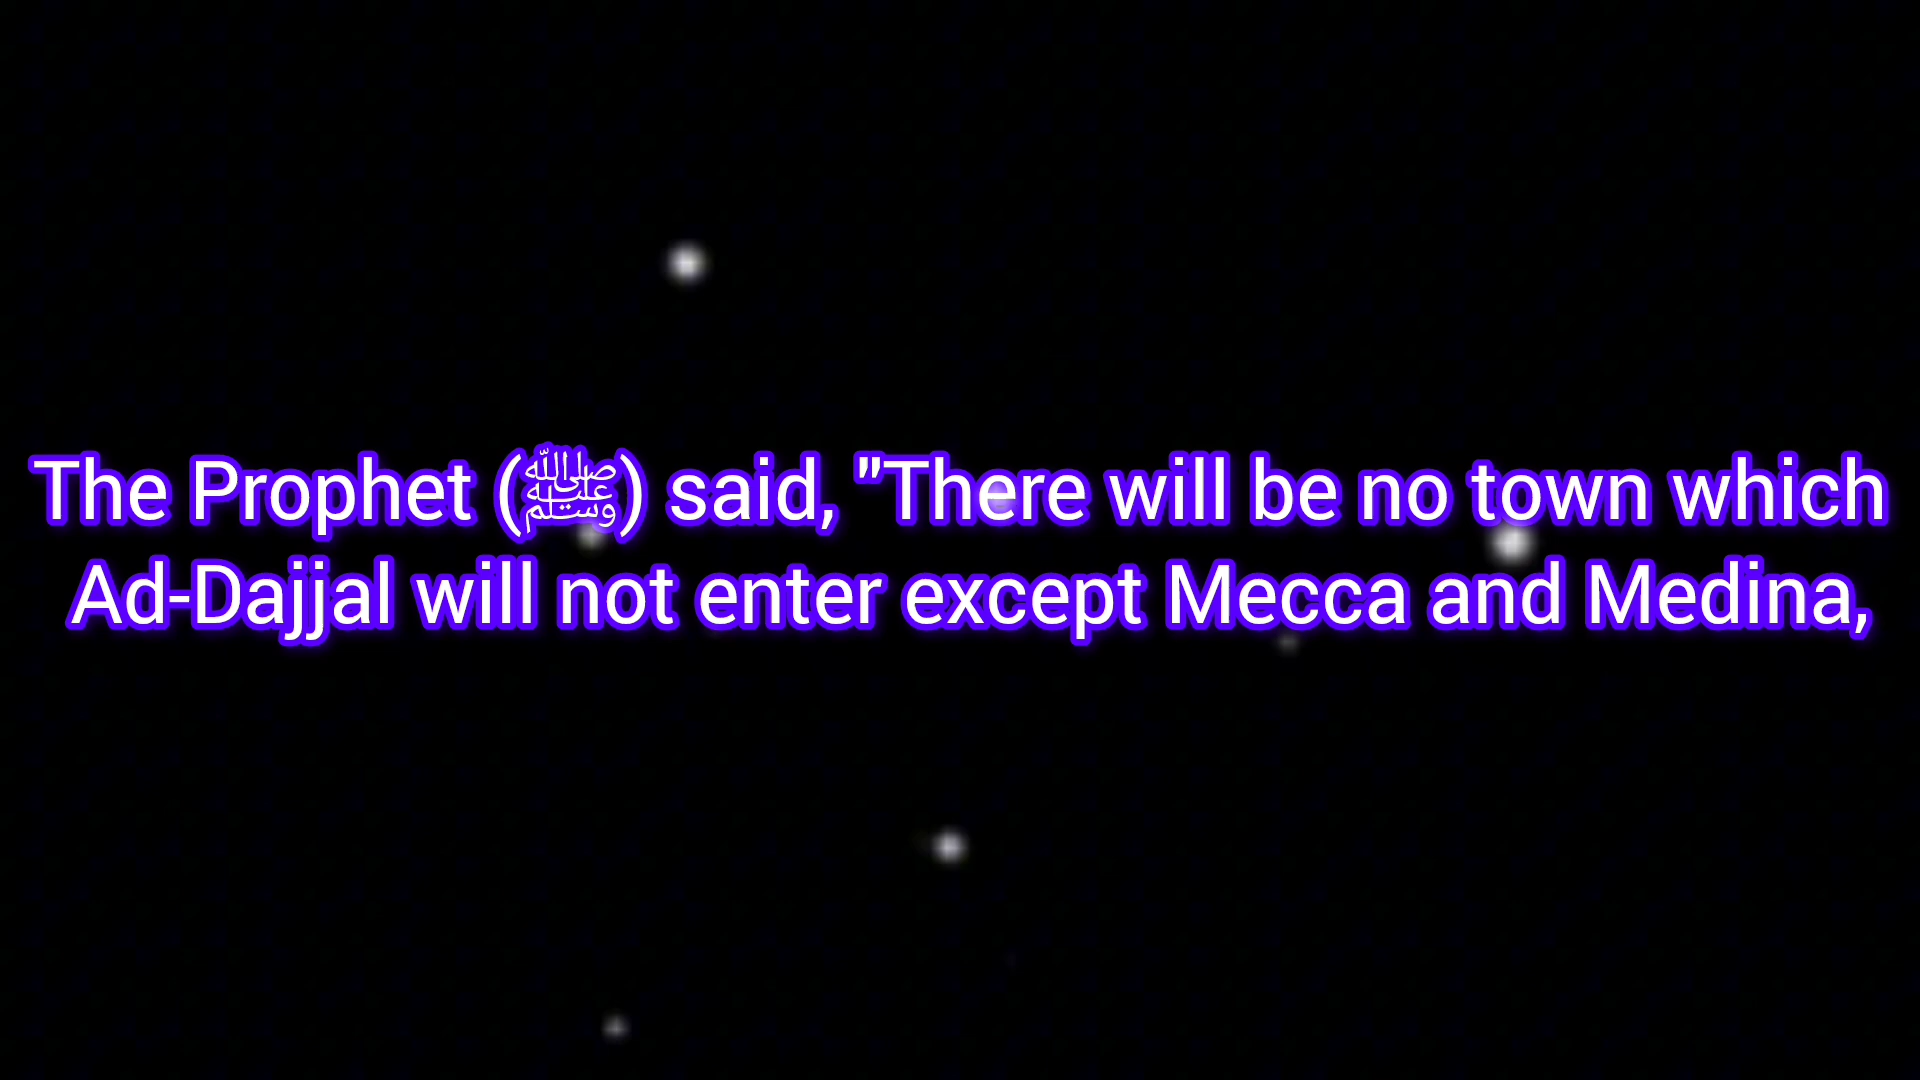 The Prophet (ﷺ) said, "There will be no town which
Ad-Dajjal will not enter except Mecca and Medina,